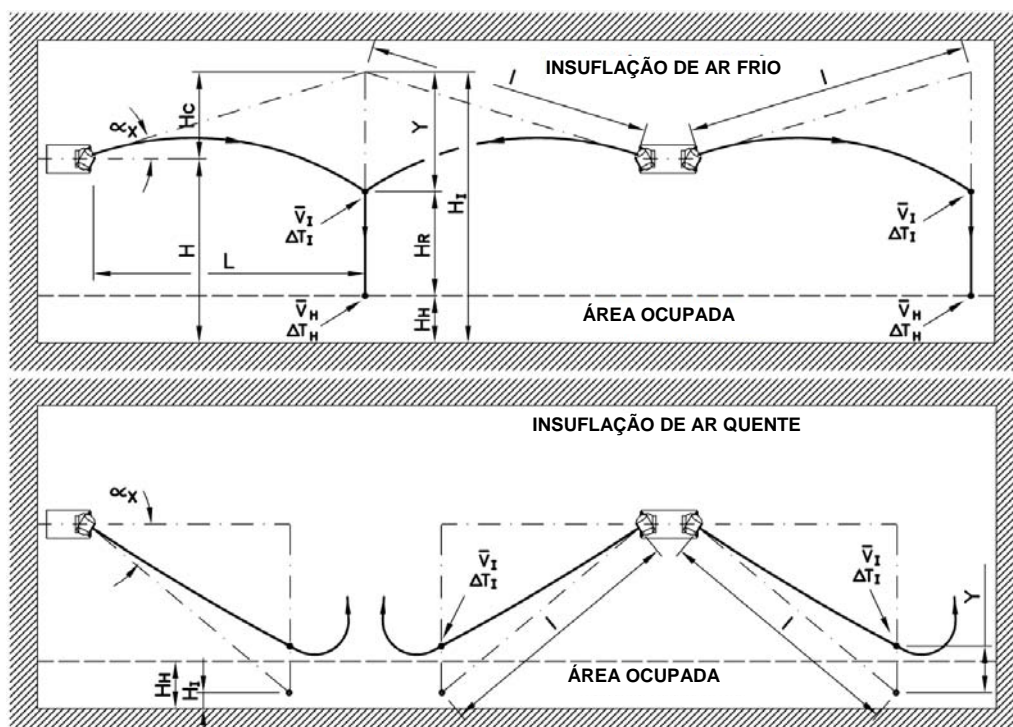 INSUFLAÇÃO DE AR FRIO
l
l
Hc
αx
Y
HI
H
L
V̄I
ΔTI
HR
V̄I
ΔTI
V̄H
ΔTH
HH
ÁREA OCUPADA
V̄H
ΔTH
INSUFLAÇÃO DE AR QUENTE
αx
V̄I
ΔTI
V̄I
ΔTI
Y
l
l
HH
HI
ÁREA OCUPADA